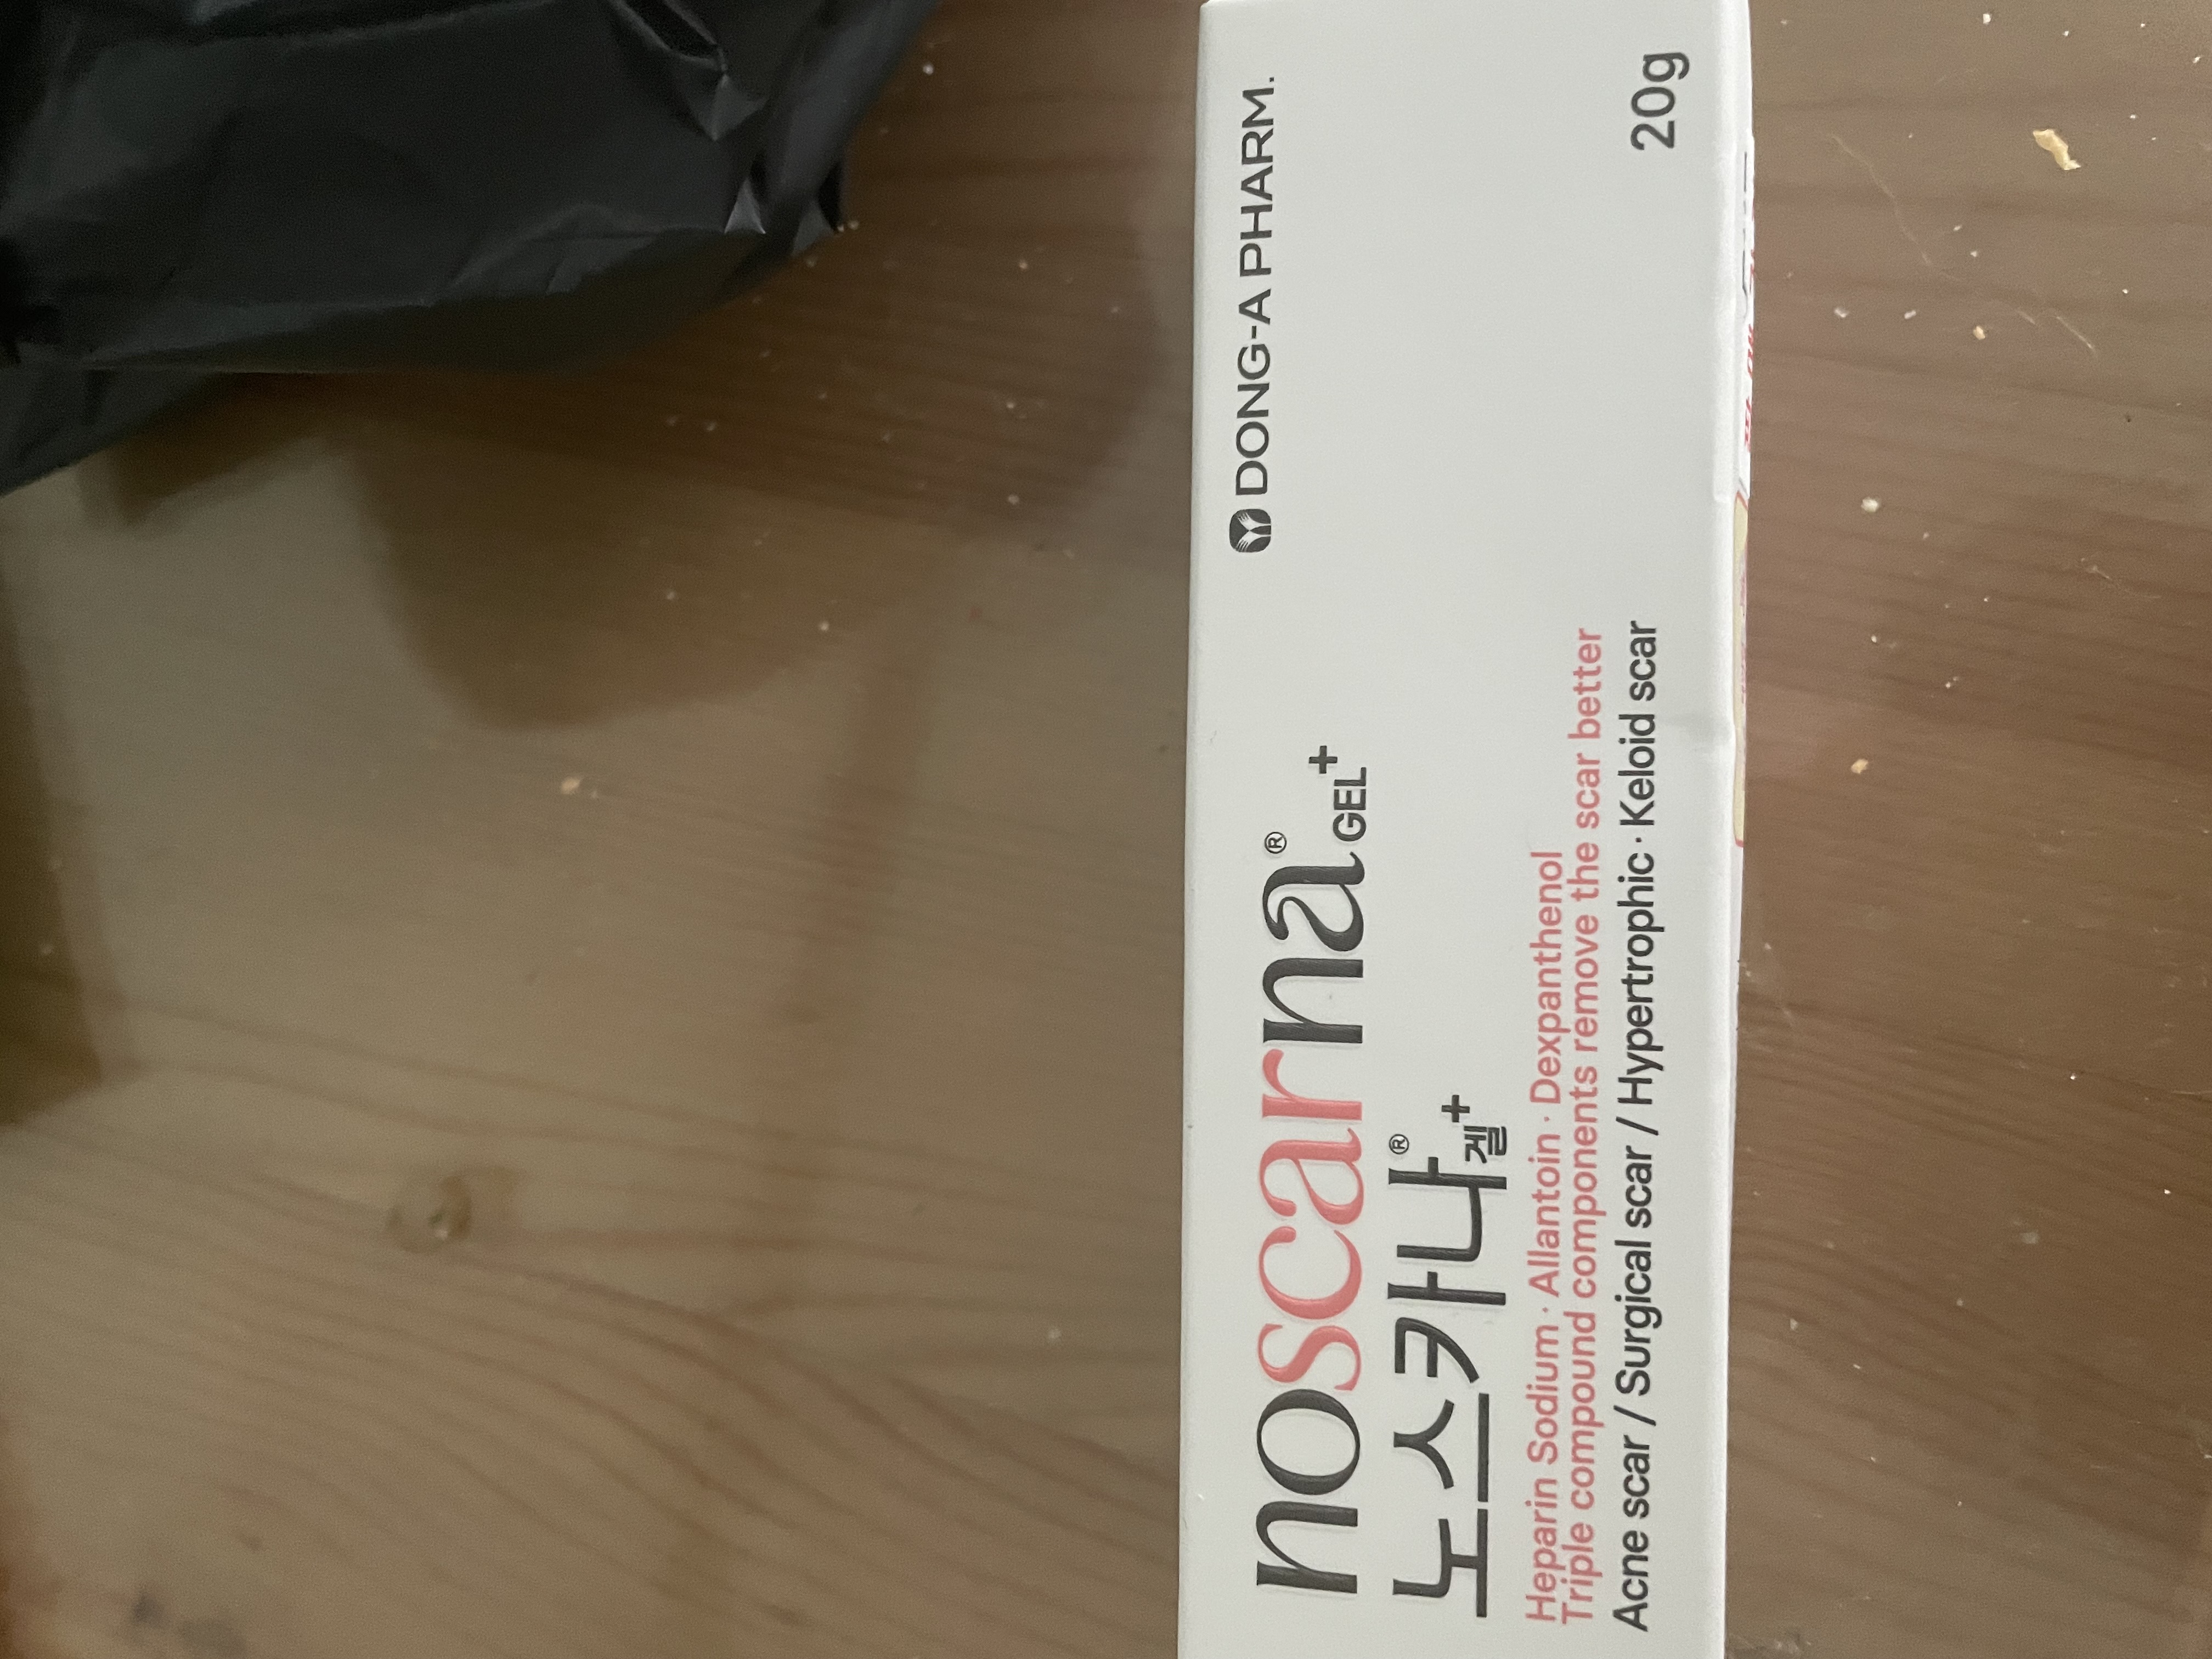 DONG-A PHARM.
noscarna® GEL+
노스카나® 겔+
Heparin Sodium · Allantoin · Dexpanthenol
Triple compound components remove the scar better
Acne scar / Surgical scar / Hypertrophic · Keloid scar
20g